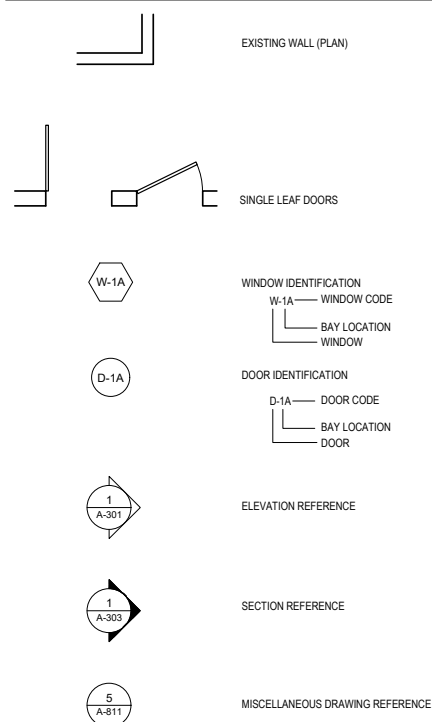 EXISTING WALL (PLAN)
SINGLE LEAF DOORS
W-1A
WINDOW IDENTIFICATION
W-1A WINDOW CODE
BAY LOCATION
WINDOW
D-1A
DOOR IDENTIFICATION
D-1A DOOR CODE
BAY LOCATION
DOOR
1
A-301
ELEVATION REFERENCE
1
A-303
SECTION REFERENCE
5
A-811
MISCELLANEOUS DRAWING REFERENCE